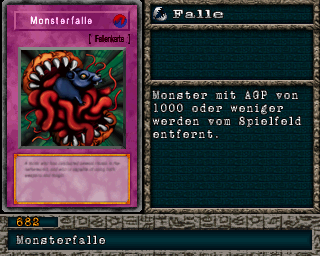 Monsterfalle
[ Fallenkarte ]
Falle
Monster mit AGP von
1000 oder weniger
werden vom Spielfeld
entfernt.
682
Monsterfalle